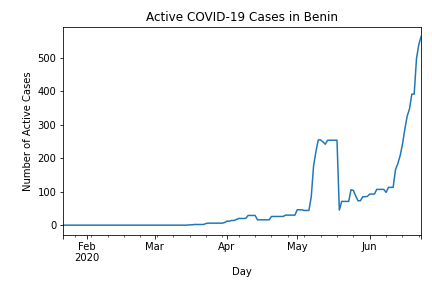 Active COVID-19 Cases in Benin
Number of Active Cases
500
400
300
200
100
0
Feb
2020
Mar
Apr
May
Jun
Day